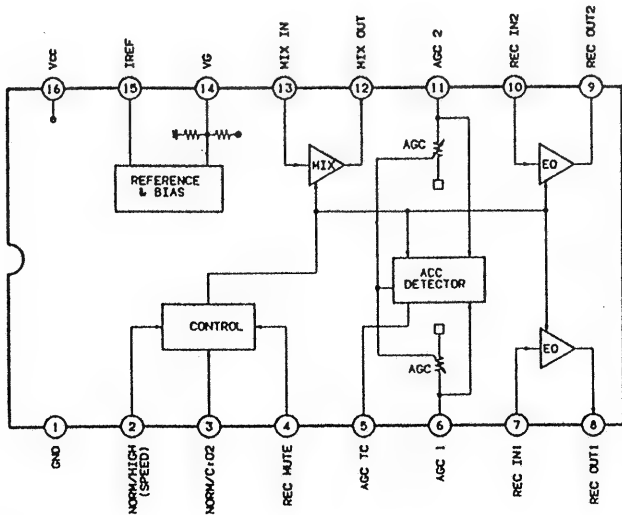 Vcc
IREF
VG
MIX IN
MIX OUT
AGC 2
REC IN2
REC OUT2
16
15
14
13
12
11
10
9
AGC
MIX
EQ
REFERENCE
& BIAS
ACC
DETECTOR
CONTROL
EQ
AGC
1
2
3
4
5
6
7
8
GND
NORM/HIGH
(SPEED)
NORM/CrO2
REC MUTE
AGC TC
AGC 1
REC IN1
REC OUT1